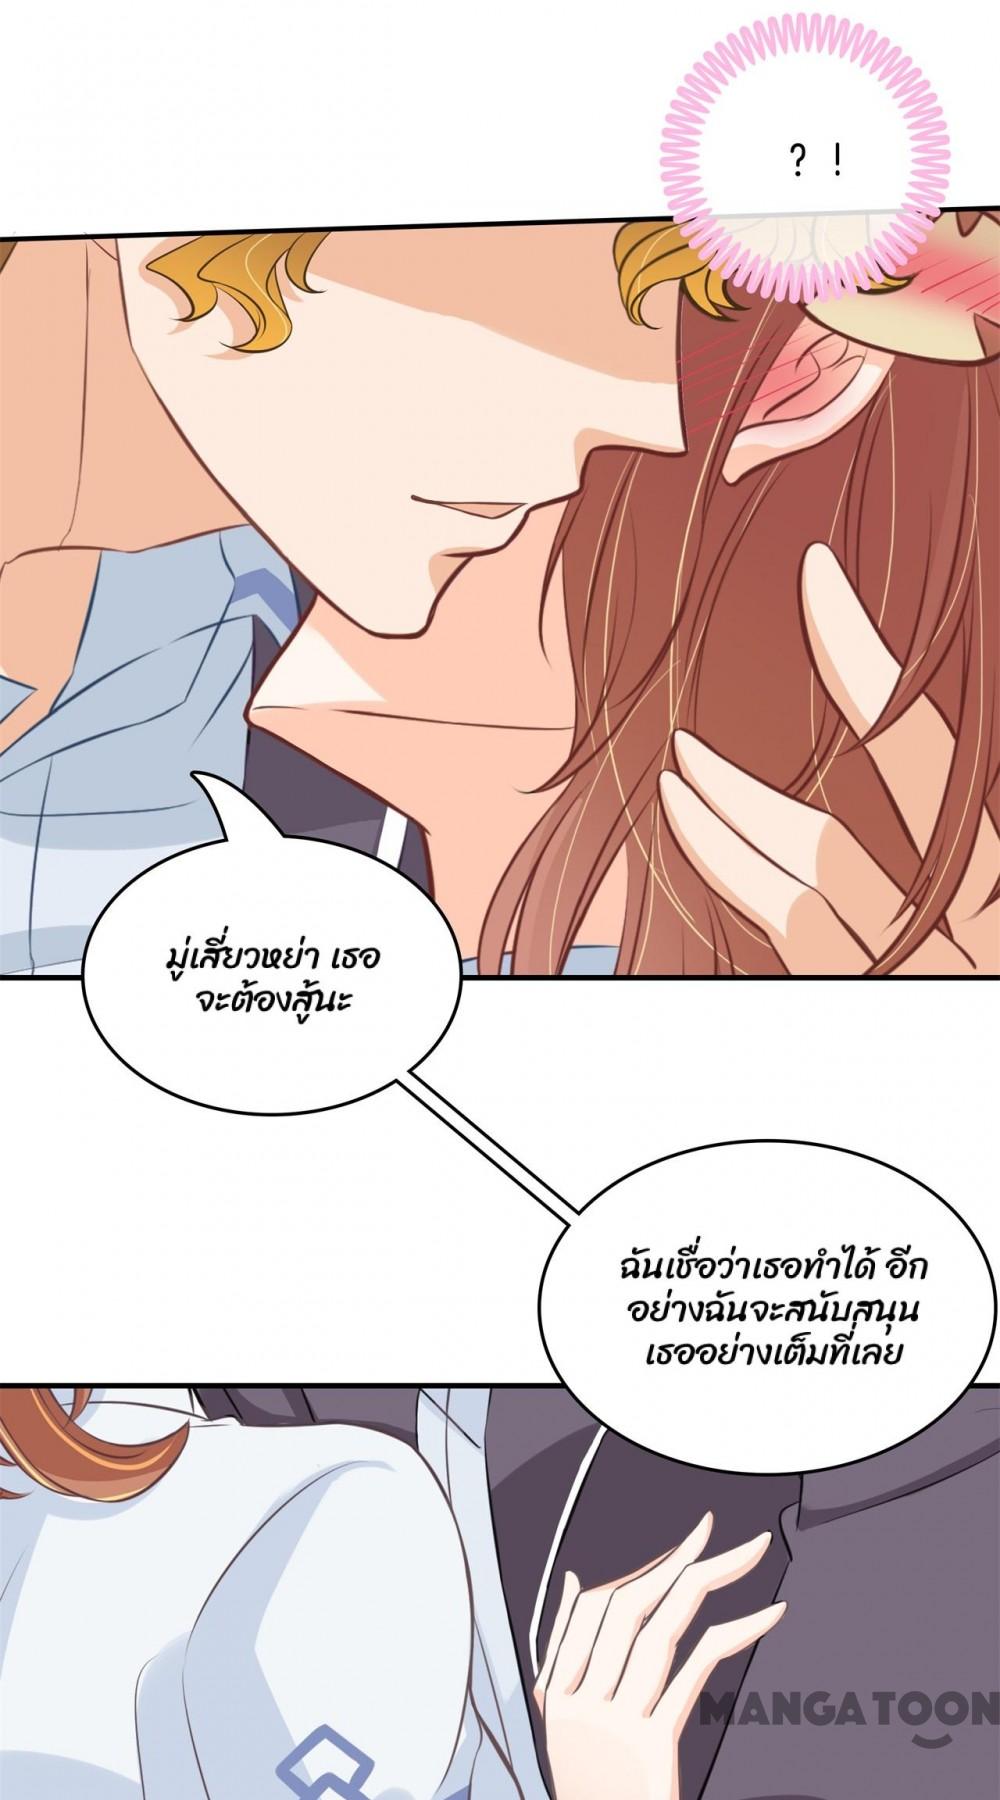 ? !
มู่เสี่ยวหย่า เธอ
จะต้องสู้นะ
ฉันเชื่อว่าเธอทำได้ อีก
อย่างฉันจะสนับสนุน
เธออย่างเต็มที่เลย
MANGATOON